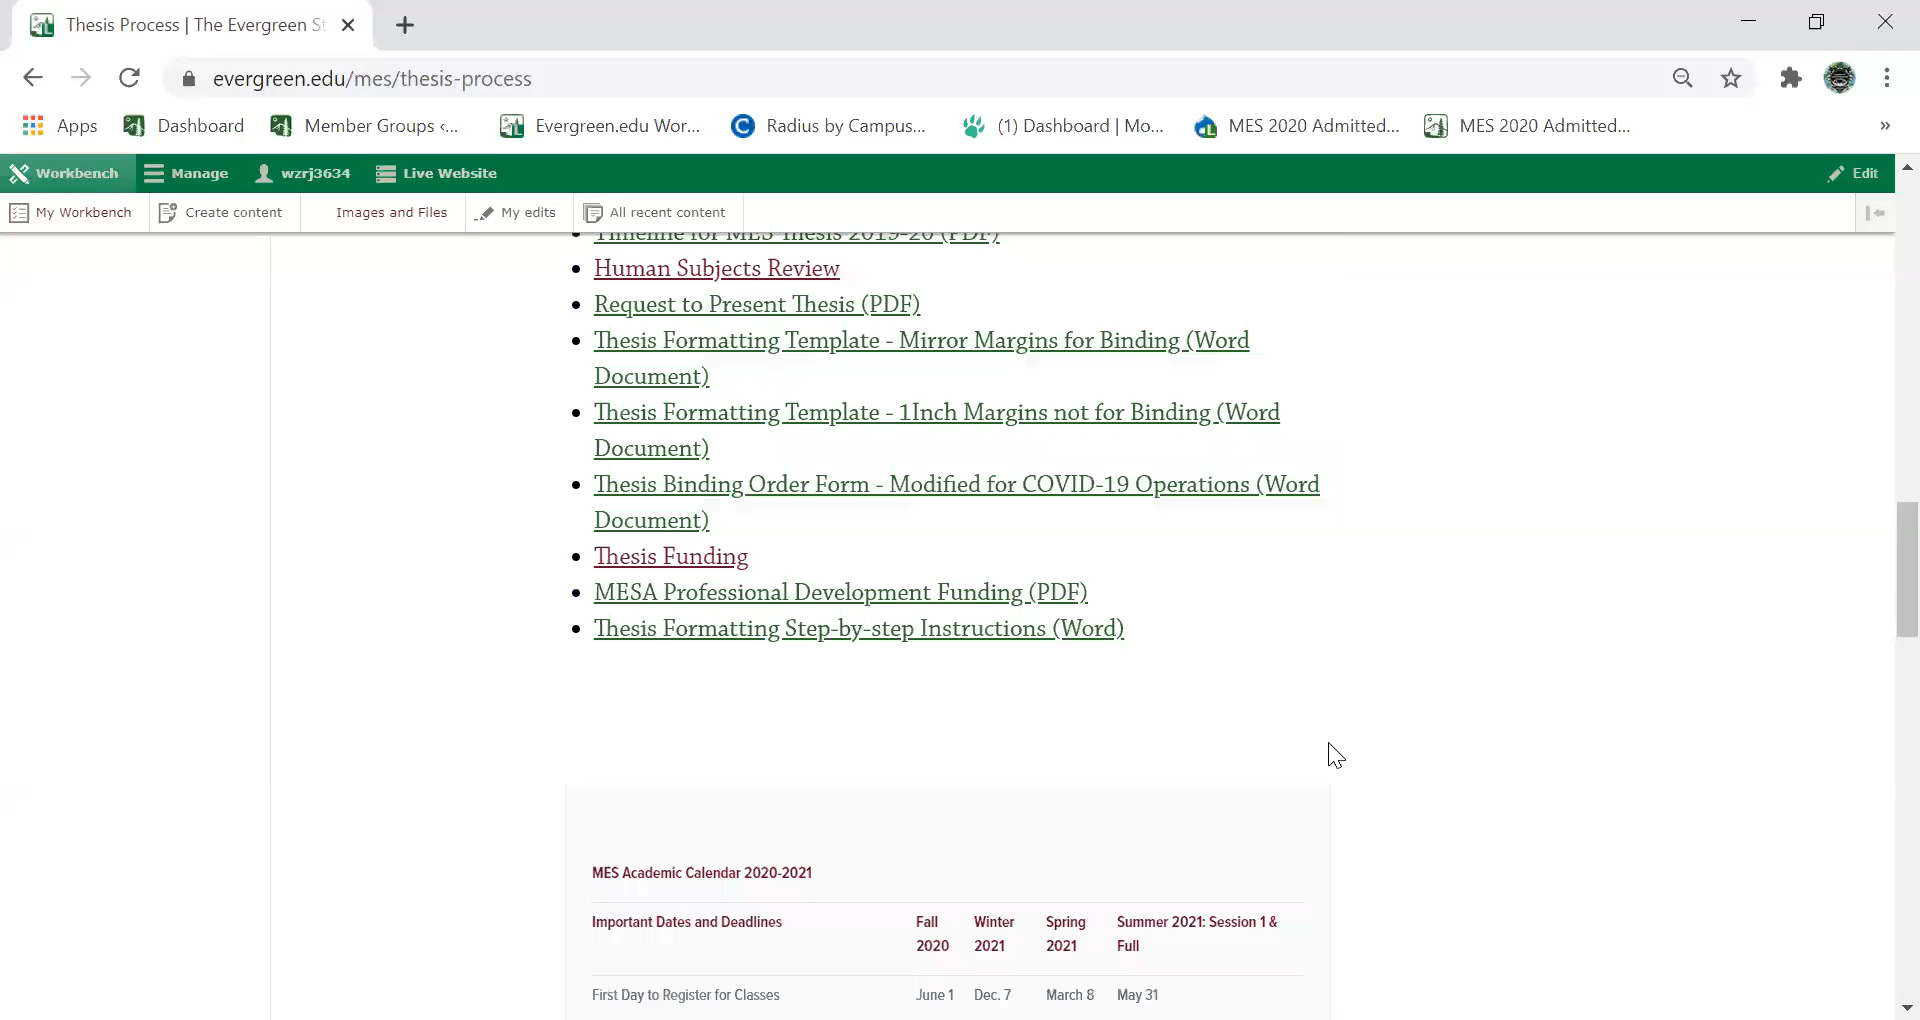 Thesis Process | The Evergreen St
evergreen.edu/mes/thesis-process
Apps Dashboard Member Groups <... Evergreen.edu Wor... Radius by Campus... (1) Dashboard | Mo... MES 2020 Admitted... MES 2020 Admitted... »
Workbench Manage wzrj3634 Live Website Edit
My Workbench Create content Images and Files My edits All recent content
Timeline for MES Thesis 2019-20 (PDF)
Human Subjects Review
Request to Present Thesis (PDF)
Thesis Formatting Template - Mirror Margins for Binding (Word
Document)
Thesis Formatting Template - 1Inch Margins not for Binding (Word
Document)
Thesis Binding Order Form - Modified for COVID-19 Operations (Word
Document)
Thesis Funding
MESA Professional Development Funding (PDF)
Thesis Formatting Step-by-step Instructions (Word)
MES Academic Calendar 2020-2021
Important Dates and Deadlines Fall Winter Spring Summer 2021: Session 1 &
2020 2021 2021 Full
First Day to Register for Classes June 1 Dec. 7 March 8 May 31